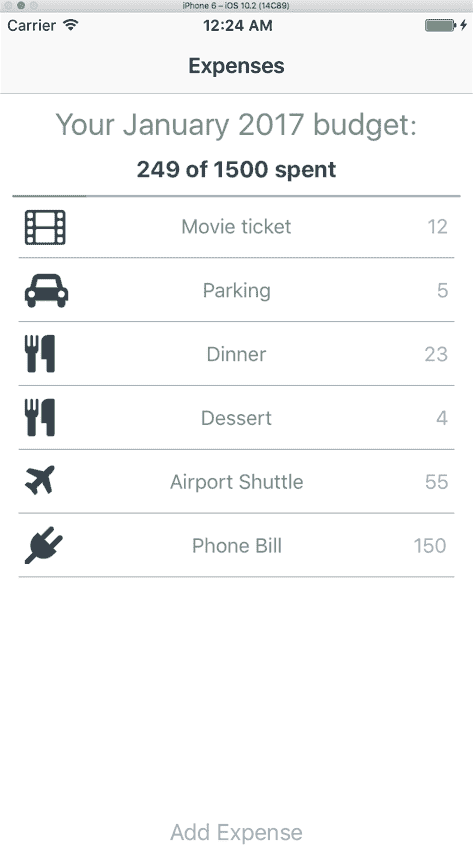 iPhone 6 – iOS 10.2 (14C89)
Carrier 12:24 AM
Expenses
Your January 2017 budget:
249 of 1500 spent
Movie ticket 12
Parking 5
Dinner 23
Dessert 4
Airport Shuttle 55
Phone Bill 150
Add Expense